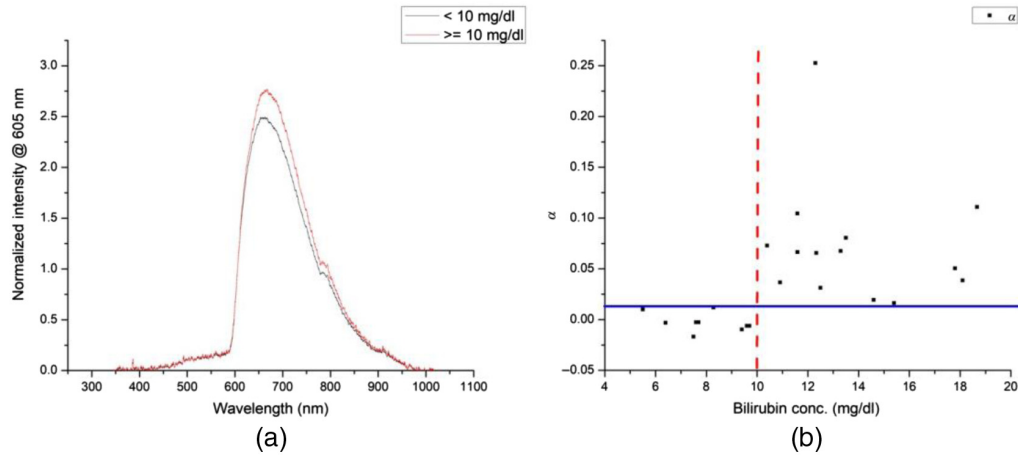 < 10 mg/dl
>= 10 mg/dl
3.0
2.5
2.0
1.5
1.0
0.5
0.0
Normalized intensity @ 605 nm
300 400 500 600 700 800 900 1000 1100
Wavelength (nm)
(a)
α
0.25
0.20
0.15
0.10
0.05
0.00
−0.05
α
4 6 8 10 12 14 16 18 20
Bilirubin conc. (mg/dl)
(b)